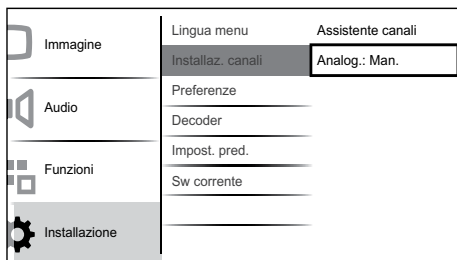 Immagine
Audio
Funzioni
Installazione
Lingua menu
Installaz. canali
Preferenze
Decoder
Impost. pred.
Sw corrente
Assistente canali
Analog.: Man.